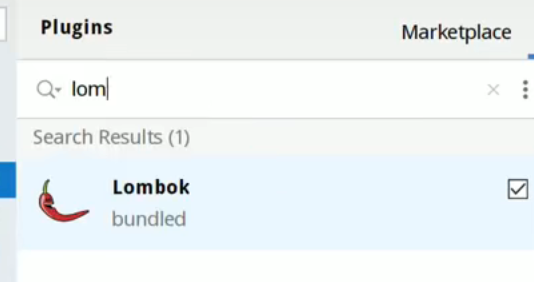 Plugins
Marketplace
lom
Search Results (1)
Lombok
bundled